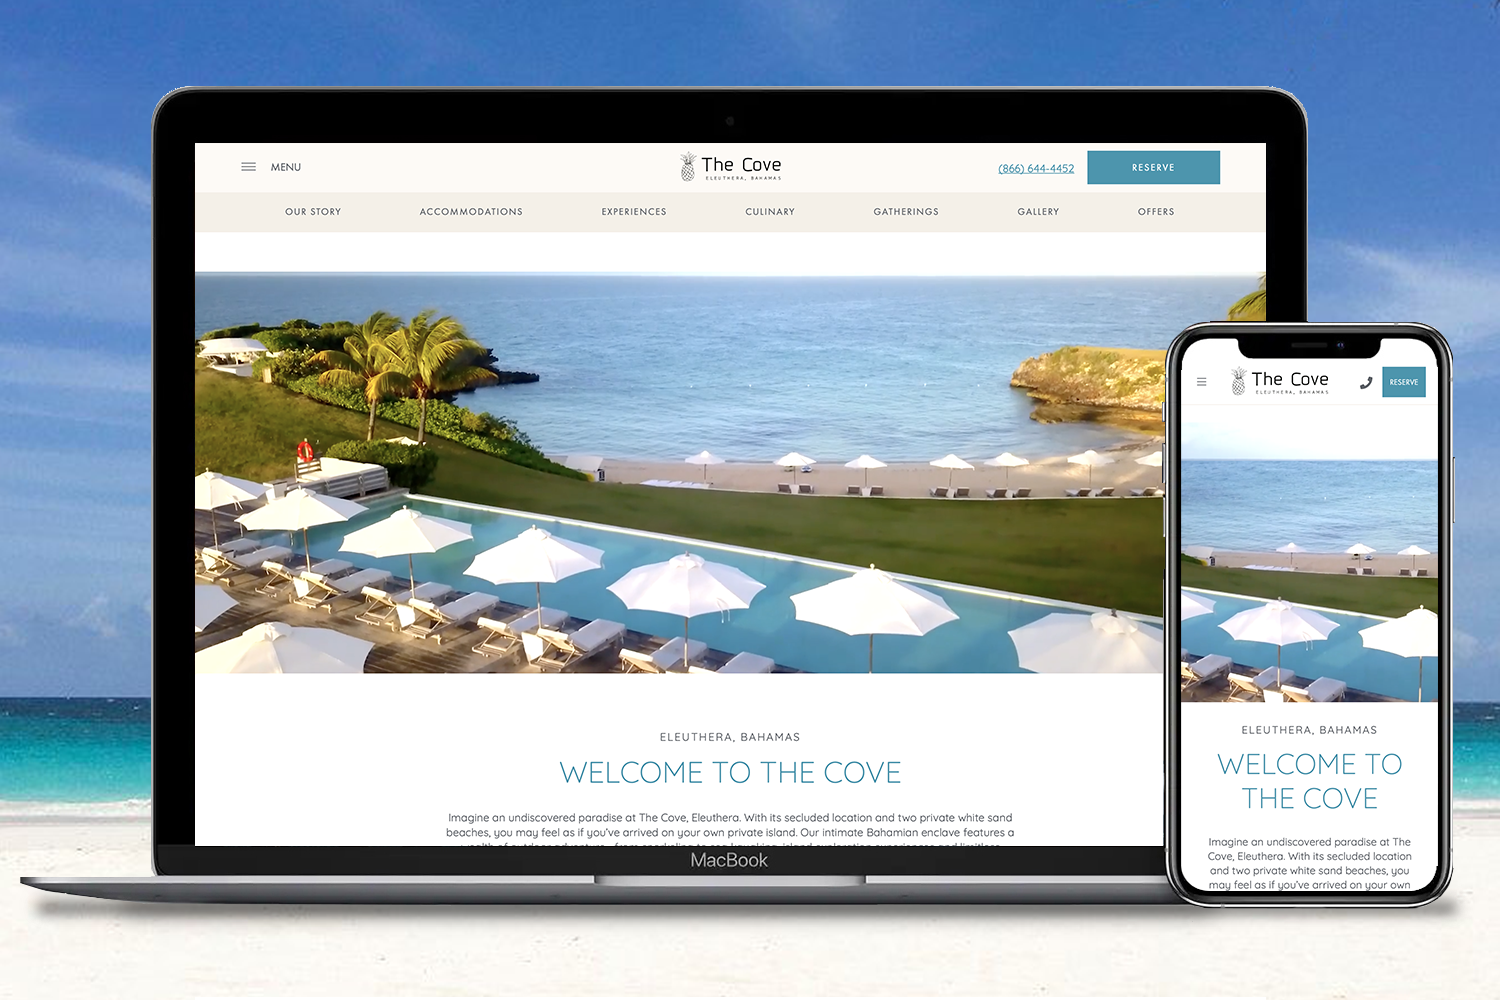 MENU
The Cove
ELEUTHERA, BAHAMAS
(866) 644-4452
RESERVE
OUR STORY
ACCOMMODATIONS
EXPERIENCES
CULINARY
GATHERINGS
GALLERY
OFFERS
ELEUTHERA, BAHAMAS
WELCOME TO THE COVE
Imagine an undiscovered paradise at The Cove, Eleuthera. With its secluded location and two private white sand
beaches, you may feel as if you've arrived on your own private island. Our intimate Bahamian enclave features a
MacBook
The Cove
ELEUTHERA, BAHAMAS
RESERVE
ELEUTHERA, BAHAMAS
WELCOME TO
THE COVE
Imagine an undiscovered paradise at The
Cove, Eleuthera. With its secluded location
and two private white sand beaches, you
may feel as if you've arrived on your own